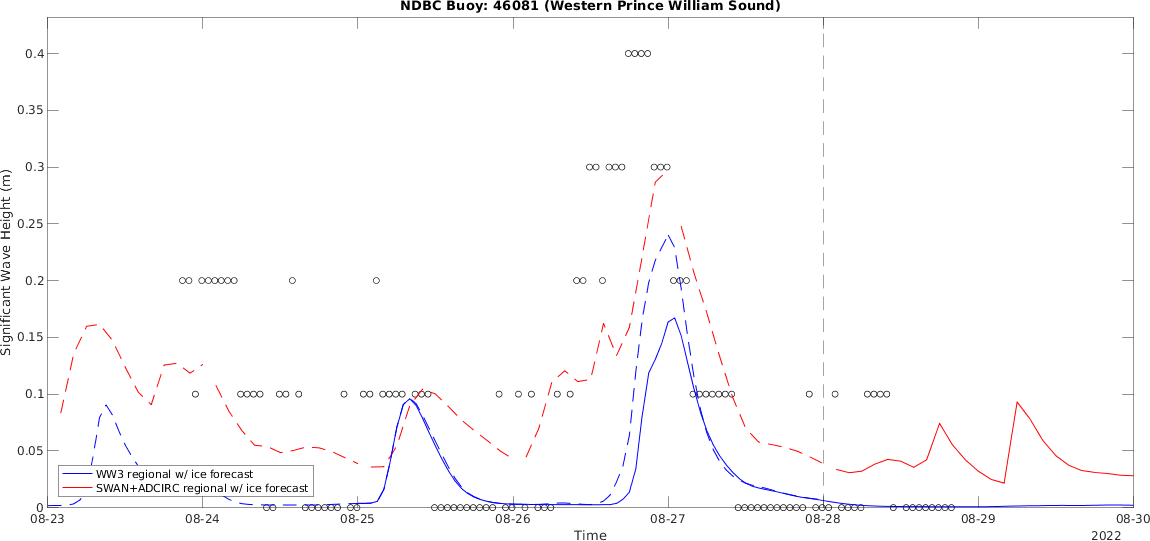 NDBC Buoy: 46081 (Western Prince William Sound)
Significant Wave Height (m)
0.4
0.35
0.3
0.25
0.2
0.15
0.1
0.05
0
WW3 regional w/ ice forecast
SWAN+ADCIRC regional w/ ice forecast
08-23 08-24 08-25 08-26 08-27 08-28 08-29 08-30
Time
2022